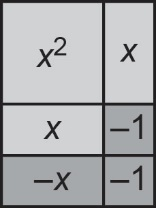 x² x
x –1
–x –1